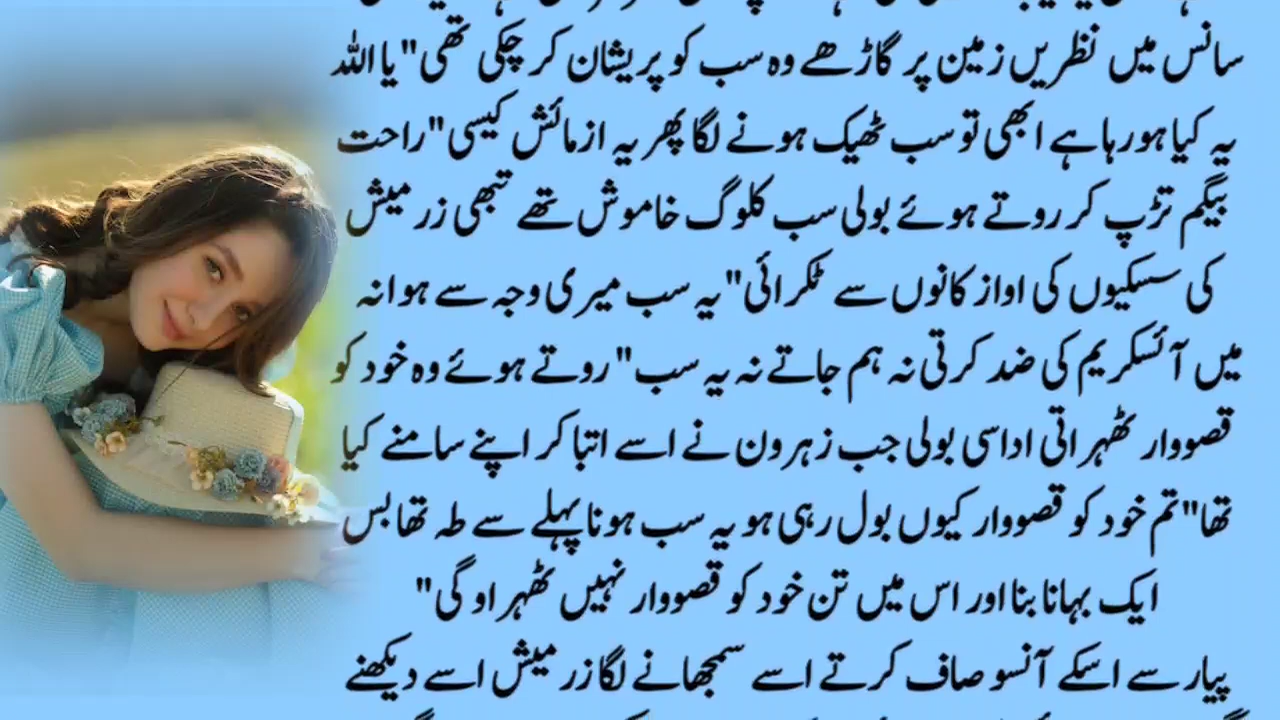 سانس میں نظریں زمین پر گاڑھے وہ سب کو پریشان کر چکی تھی"یا اللہ
یہ کیا ہو رہا ہے ابھی تو سب ٹھیک ہونے لگا پھر یہ ازمائش کیسی"راحت
بیگم تڑپ کر روتے ہوئے بولی سب کلوگ خاموش تھے تبھی زرمیش
کی سسکیوں کی اواز کانوں سے ٹکرائی"یہ سب میری وجہ سے ہوا نہ
میں آئسکریم کی ضد کرتی نہ ہم جاتے نہ یہ سب"روتے ہوئے وہ خود کو
قصووار ٹھہراتی اداسی بولی جب زہرون نے اسے اتبا کر اپنے سامنے کیا
تھا"تم خود کو قصووار کیوں بول رہی ہو یہ سب ہونا پہلے سے طہ تھا بس
ایک بہانا بنا اور اس میں تن خود کو قصووار نہیں ٹھہراو گی"
پیار سے اسکے آنسو صاف کرتے اسے سمجھانے لگا زرمیش اسے دیکھنے